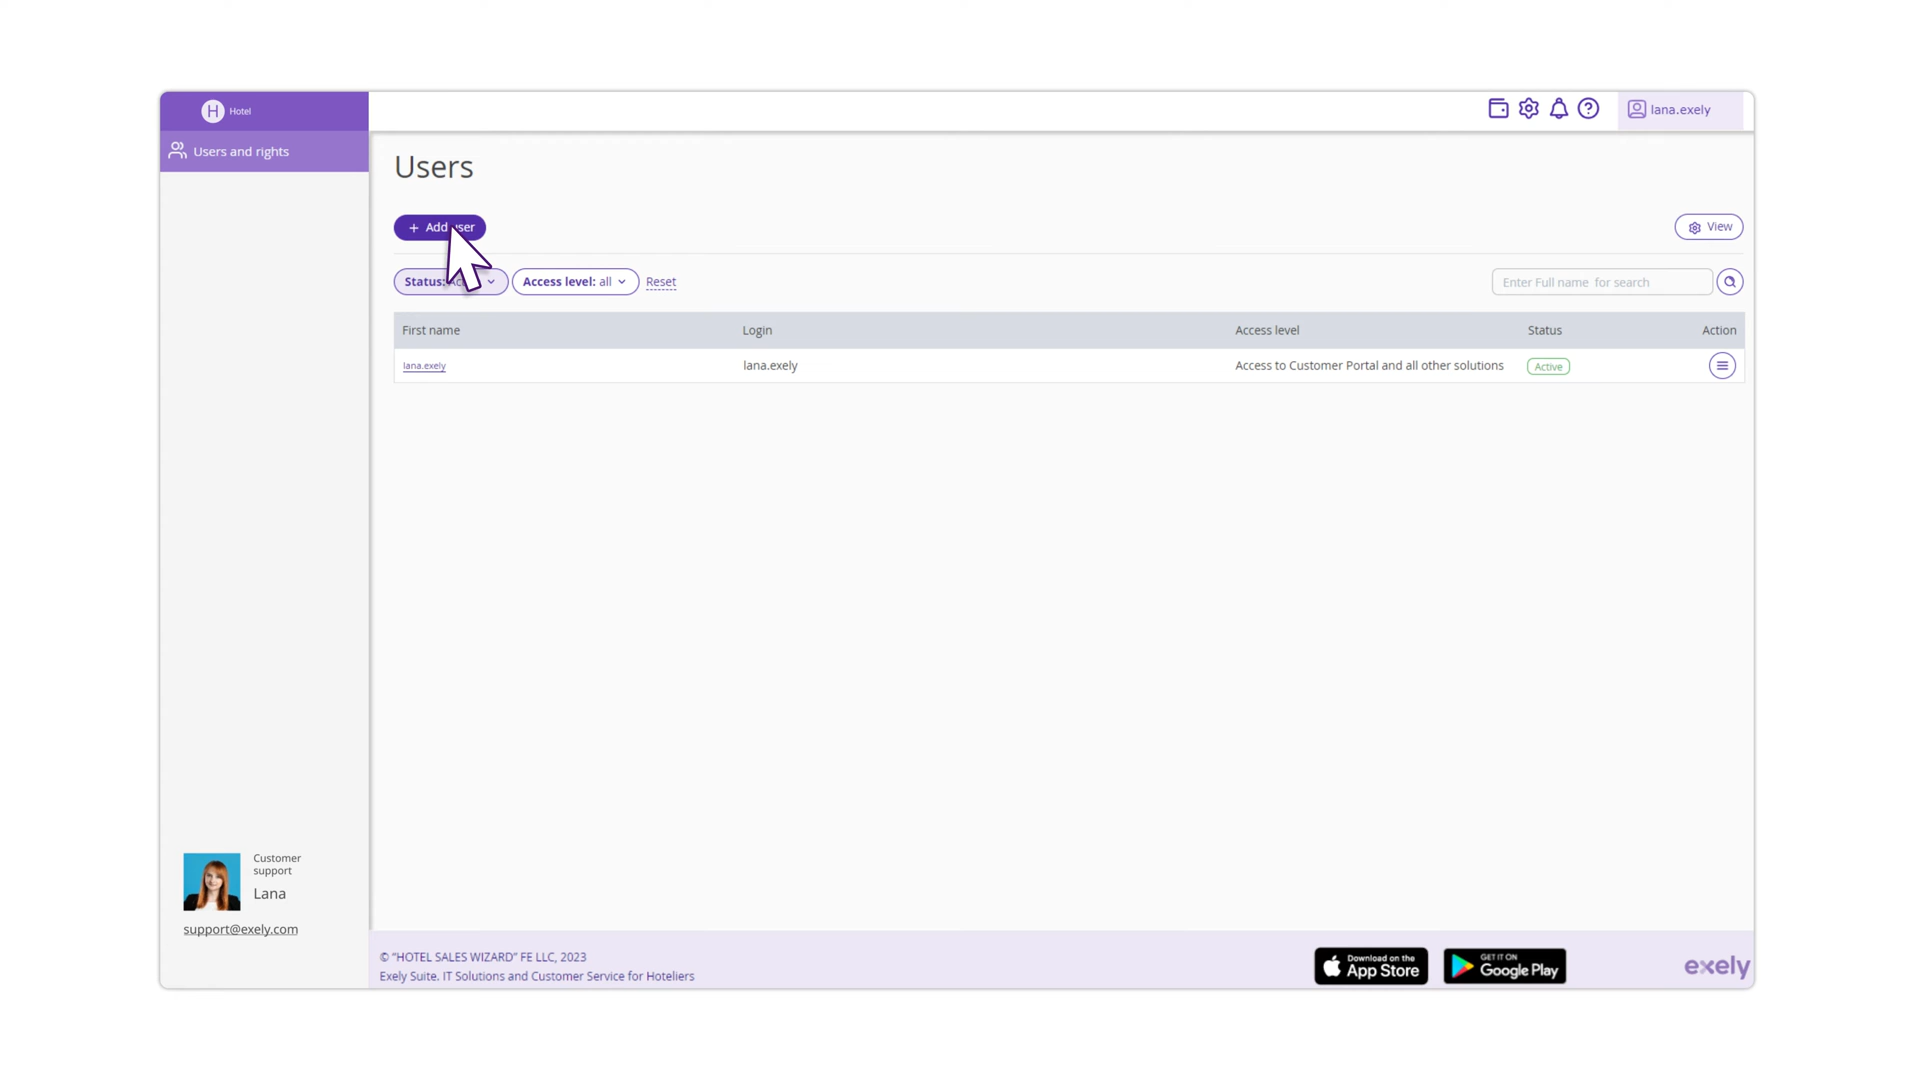 H Hotel
lana.exely
Users and rights
Users
+ Add user
View
Status:
Access level: all
Reset
Enter Full name for search
First name Login Access level Status Action
lana.exely lana.exely Access to Customer Portal and all other solutions Active
Customer
support
Lana
support@exely.com
© “HOTEL SALES WIZARD” FE LLC, 2023
Exely Suite. IT Solutions and Customer Service for Hoteliers
Download on the
App Store
GET IT ON
Google Play
exely